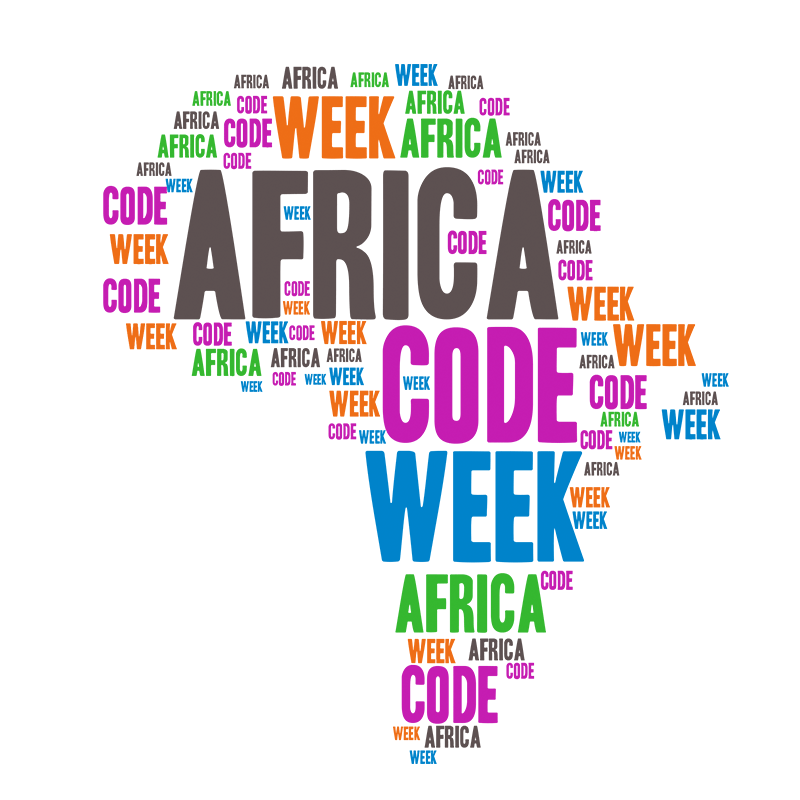 AFRICA AFRICA AFRICA WEEK AFRICA
AFRICA CODE WEEK AFRICA CODE
AFRICA CODE AFRICA AFRICA
AFRICA CODE AFRICA
AFRICA WEEK CODE WEEK
CODE AFRICA WEEK CODE CODE
WEEK AFRICA
CODE CODE CODE WEEK
WEEK
WEEK CODE WEEK CODE WEEK CODE WEEK WEEK
AFRICA AFRICA AFRICA AFRICA
WEEK CODE WEEK WEEK WEEK CODE WEEK
WEEK AFRICA
CODE WEEK AFRICA WEEK
CODE WEEK WEEK
WEEK AFRICA
WEEK
WEEK
AFRICA CODE
WEEK AFRICA
CODE CODE
WEEK AFRICA
WEEK